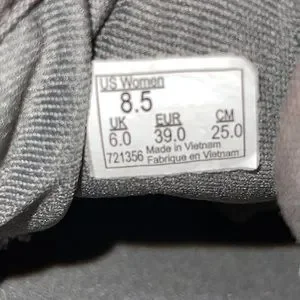 US Women
8.5
UK EUR CM
6.0 39.0 25.0
721356 Made in Vietnam
Fabrique en Vietnam